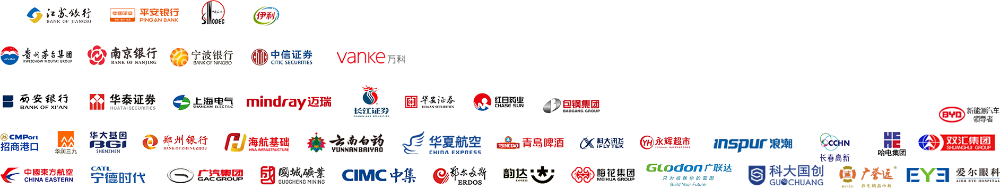 江苏银行
BANK OF JIANGSU
中国平安
平安银行
PING AN BANK
SINOPEC
伊利
MOUTAI
贵州茅台集团
KWEICHOW MOUTAI GROUP
南京银行
BANK OF NANJING
宁波银行
BANK OF NINGBO
CITIC
中信证券
CITIC SECURITIES
vanke 万科
西安银行
BANK OF XI'AN
华泰证券
HUATAI SECURITIES
上海电气
SHANGHAI ELECTRIC
mindray 迈瑞
长江证券
CHANGJIANG SECURITIES
华安证券
HUAAN SECURITIES
红日药业
CHASE SUN
包钢集团
BAOGANG GROUP
BYD
新能源汽车
领导者
CMPort
招商港口
华润三九
华大基因
BGI
SHENZHEN
郑州银行
BANK OF ZHENGZHOU
海航基础
HNA INFRASTRUCTURE
云南白药
YUNNAN BAIYAO
华夏航空
CHINA EXPRESS
TSINGTAO
青岛啤酒
科大讯飞
iFLYTEK
YH
永辉超市
YONGHUI SUPERSTORES
inspur 浪潮
CCHN
长春高新
哈电集团
双汇集团
SHUANGHUI GROUP
中國東方航空
CHINA EASTERN
CATL
宁德时代
广汽集团
GAC GROUP
國城礦業
GUOCHENG MINING
CIMC 中集
鄂尔多斯
ERDOS
韵达
EXPRESS
梅花集团
MEIHUA GROUP
GLODON 广联达
只为成就你的蓝图
Build Your Future
科大国创
GUOCHUANG
远
始于1541
广誉远
养生精品中药
EYE
爱尔眼科
AIER EYE HOSPITAL